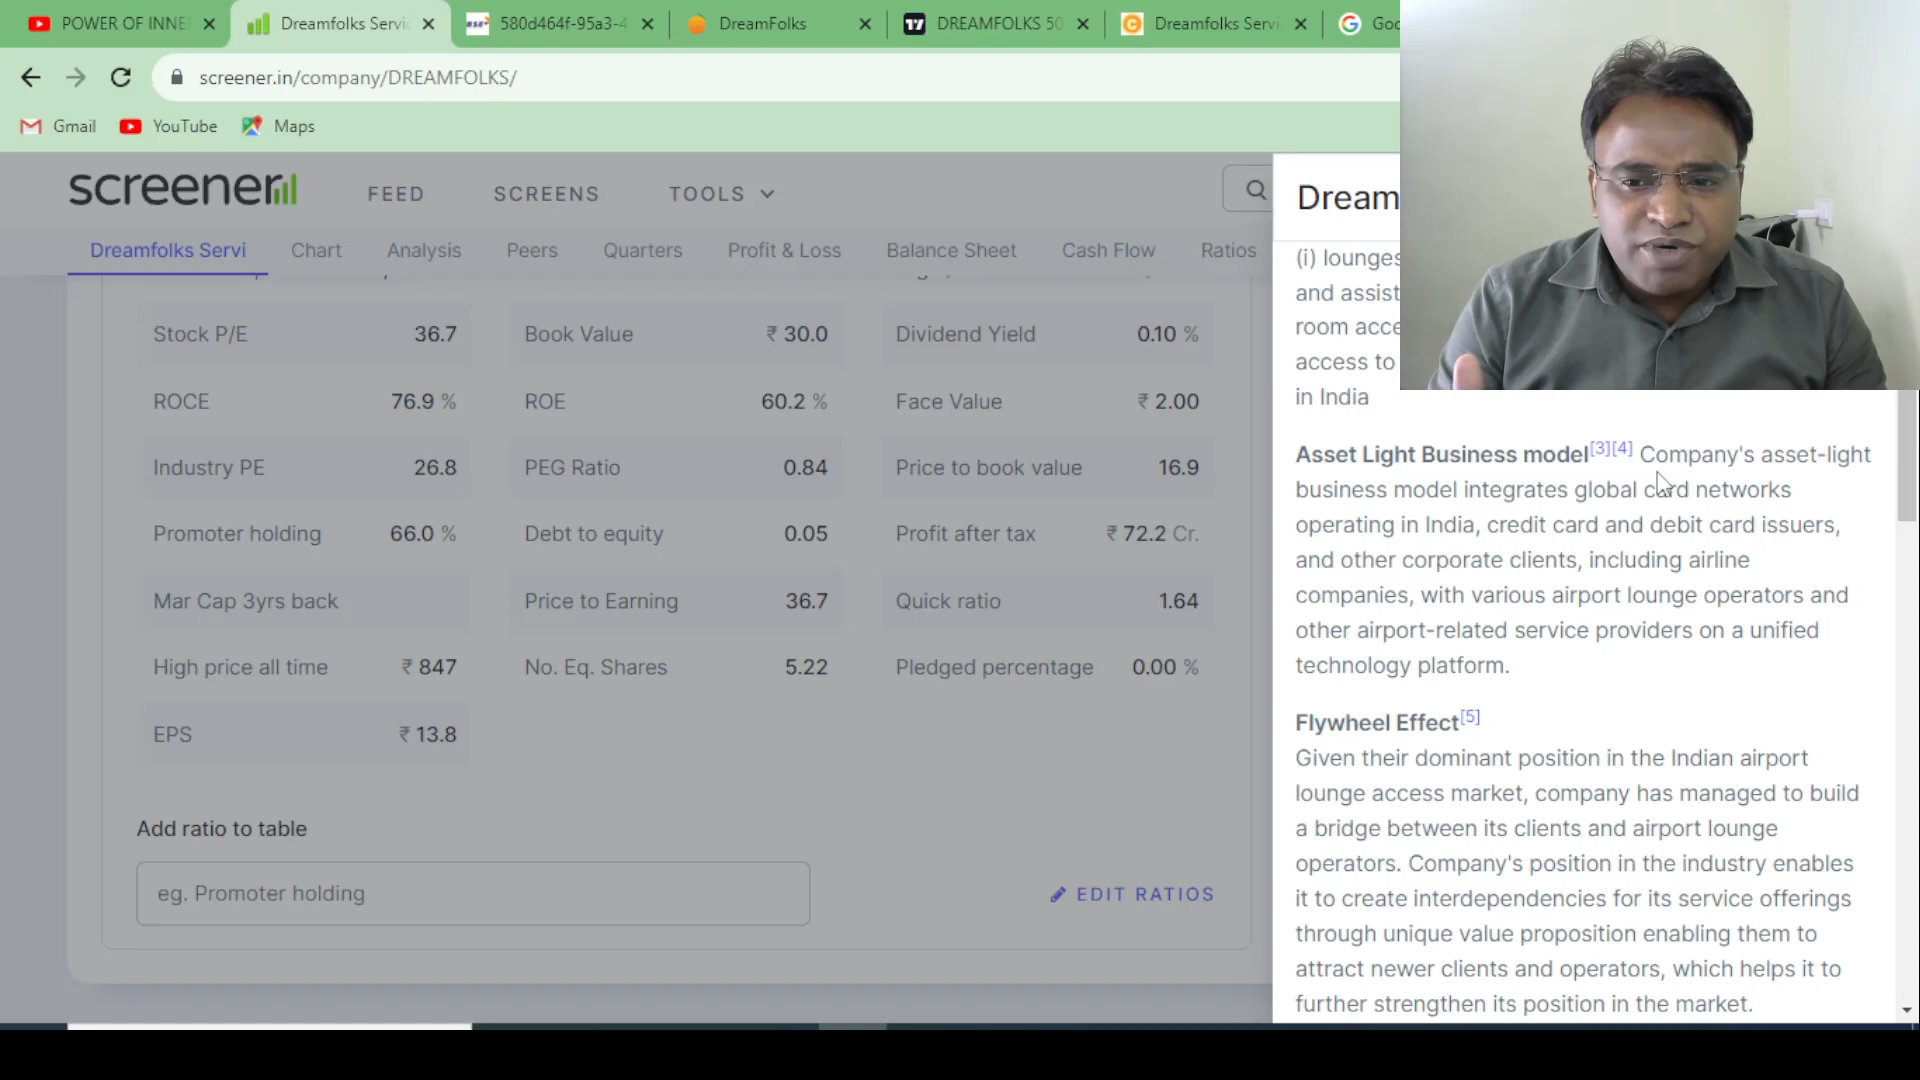 POWER OF INNE
Dreamfolks Servi
580d464f-95a3-4
DreamFolks
DREAMFOLKS 50
Dreamfolks Servi
Goo
screener.in/company/DREAMFOLKS/
Gmail
YouTube
Maps
screener
FEED
SCREENS
TOOLS
Dreamfolks Servi
Chart
Analysis
Peers
Quarters
Profit & Loss
Balance Sheet
Cash Flow
Ratios
Stock P/E 36.7
Book Value ₹ 30.0
Dividend Yield 0.10 %
ROCE 76.9 %
ROE 60.2 %
Face Value ₹ 2.00
Industry PE 26.8
PEG Ratio 0.84
Price to book value 16.9
Promoter holding 66.0 %
Debt to equity 0.05
Profit after tax ₹ 72.2 Cr.
Mar Cap 3yrs back
Price to Earning 36.7
Quick ratio 1.64
High price all time ₹ 847
No. Eq. Shares 5.22
Pledged percentage 0.00 %
EPS ₹ 13.8
Add ratio to table
eg. Promoter holding
EDIT RATIOS
Dream
(i) lounges
and assist
room acce
access to
in India
Asset Light Business model[3][4] Company's asset-light
business model integrates global card networks
operating in India, credit card and debit card issuers,
and other corporate clients, including airline
companies, with various airport lounge operators and
other airport-related service providers on a unified
technology platform.
Flywheel Effect[5]
Given their dominant position in the Indian airport
lounge access market, company has managed to build
a bridge between its clients and airport lounge
operators. Company's position in the industry enables
it to create interdependencies for its service offerings
through unique value proposition enabling them to
attract newer clients and operators, which helps it to
further strengthen its position in the market.